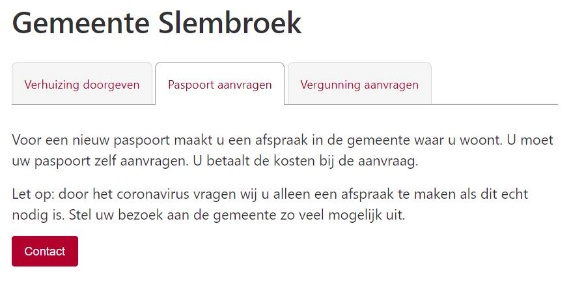 Gemeente Slembroek
Verhuizing doorgeven
Paspoort aanvragen
Vergunning aanvragen
Voor een nieuw paspoort maakt u een afspraak in de gemeente waar u woont. U moet
uw paspoort zelf aanvragen. U betaalt de kosten bij de aanvraag.
Let op: door het coronavirus vragen wij u alleen een afspraak te maken als dit echt
nodig is. Stel uw bezoek aan de gemeente zo veel mogelijk uit.
Contact